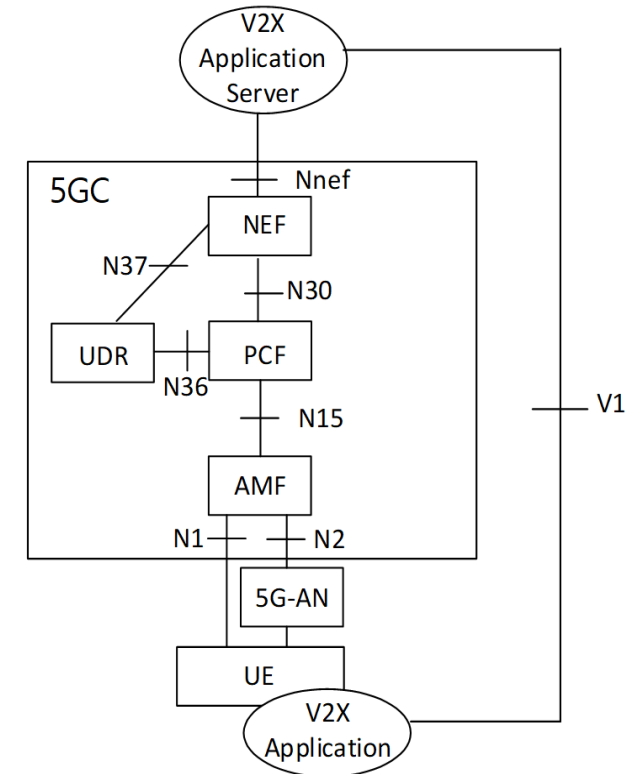 V2X
Application
Server
Nnef
5GC
NEF
N37
N30
UDR
PCF
N36
N15
V1
AMF
N1
N2
5G-AN
UE
V2X
Application